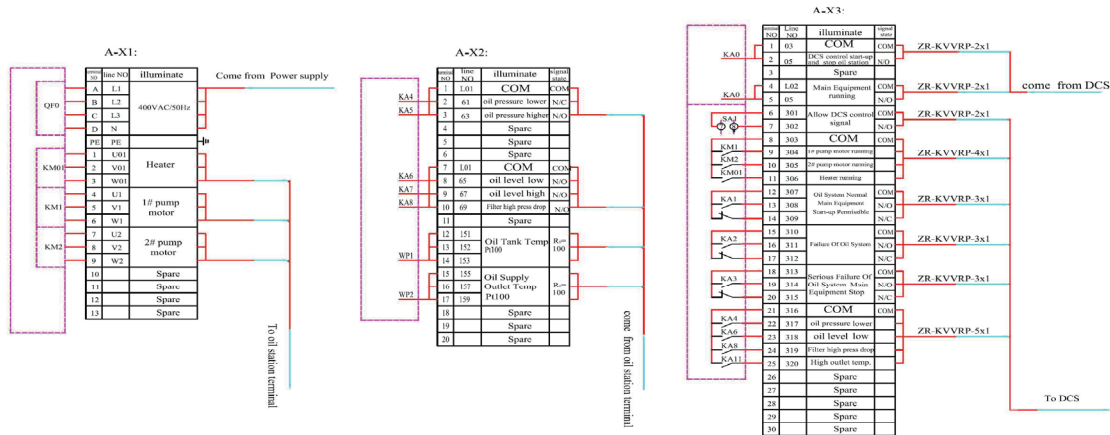 A-X1:
terminal NO line NO illuminate
A L1
B L2
C L3
D N
400VAC/50Hz
PE PE
1 U01
2 V01
3 W01
Heater
4 U1
5 V1
6 W1
1# pump
motor
7 U2
8 V2
9 W2
2# pump
motor
10 Spare
11 Spare
12 Spare
13 Spare
QF0
KM01
KM1
KM2
Come from Power supply
To oil station terminal
A-X2:
terminal NO line NO illuminate signal state
1 L01 COM COM
2 61 oil pressure lower N/C
3 63 oil pressure higher N/O
4 Spare
5 Spare
6 Spare
7 L01 COM COM
8 65 oil level low N/O
9 67 oil level high N/O
10 69 Filter high press drop N/O
11 Spare
12 151
13 152
14 153
Oil Tank Temp
Pt100
R₀=
100
15 155
16 157
17 159
Oil Supply
Outlet Temp
Pt100
R₀=
100
18 Spare
19 Spare
20 Spare
KA4
KA5
KA6
KA7
KA8
WP1
WP2
come from oil station terminal
A-X3:
terminal NO Line NO illuminate signal state
1 03 COM COM
2 05 DCS control start-up
and stop oil station N/O
3 Spare
4 L02 Main Equipment COM
5 05 running N/O
6 301 Allow DCS control COM
7 302 signal N/O
8 303 COM COM
9 304 1# pump motor running
10 305 2# pump motor running
11 306 Heater running
12 307 Oil System Normal COM
13 308 Main Equipment N/O
14 309 Start-up Permissible N/C
15 310 COM
16 311 Failure Of Oil System N/O
17 312 N/C
18 313 Serious Failure Of COM
19 314 Oil System Main N/O
20 315 Equipment Stop N/C
21 316 COM COM
22 317 oil pressure lower
23 318 oil level low
24 319 Filter high press drop
25 320 High outlet temp.
26 Spare
27 Spare
28 Spare
29 Spare
30 Spare
KA0
KA0
SA1
KM1
KM2
KM01
KA1
KA2
KA3
KA4
KA6
KA8
KA11
ZR-KVVRP-2x1
ZR-KVVRP-2x1
ZR-KVVRP-2x1
ZR-KVVRP-4x1
ZR-KVVRP-3x1
ZR-KVVRP-3x1
ZR-KVVRP-3x1
ZR-KVVRP-5x1
come from DCS
To DCS